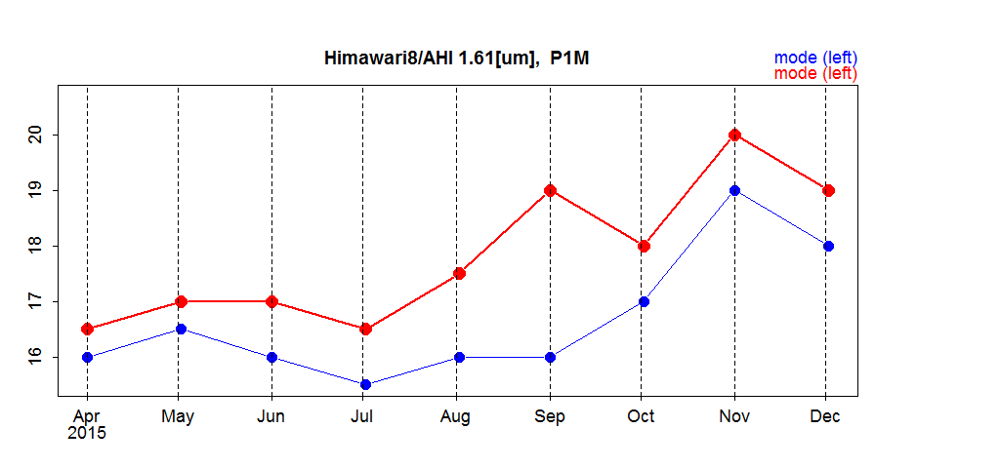 Himawari8/AHI 1.61[um],  P1M
mode (left)
mode (left)
20
19
18
17
16
Apr May Jun Jul Aug Sep Oct Nov Dec
2015